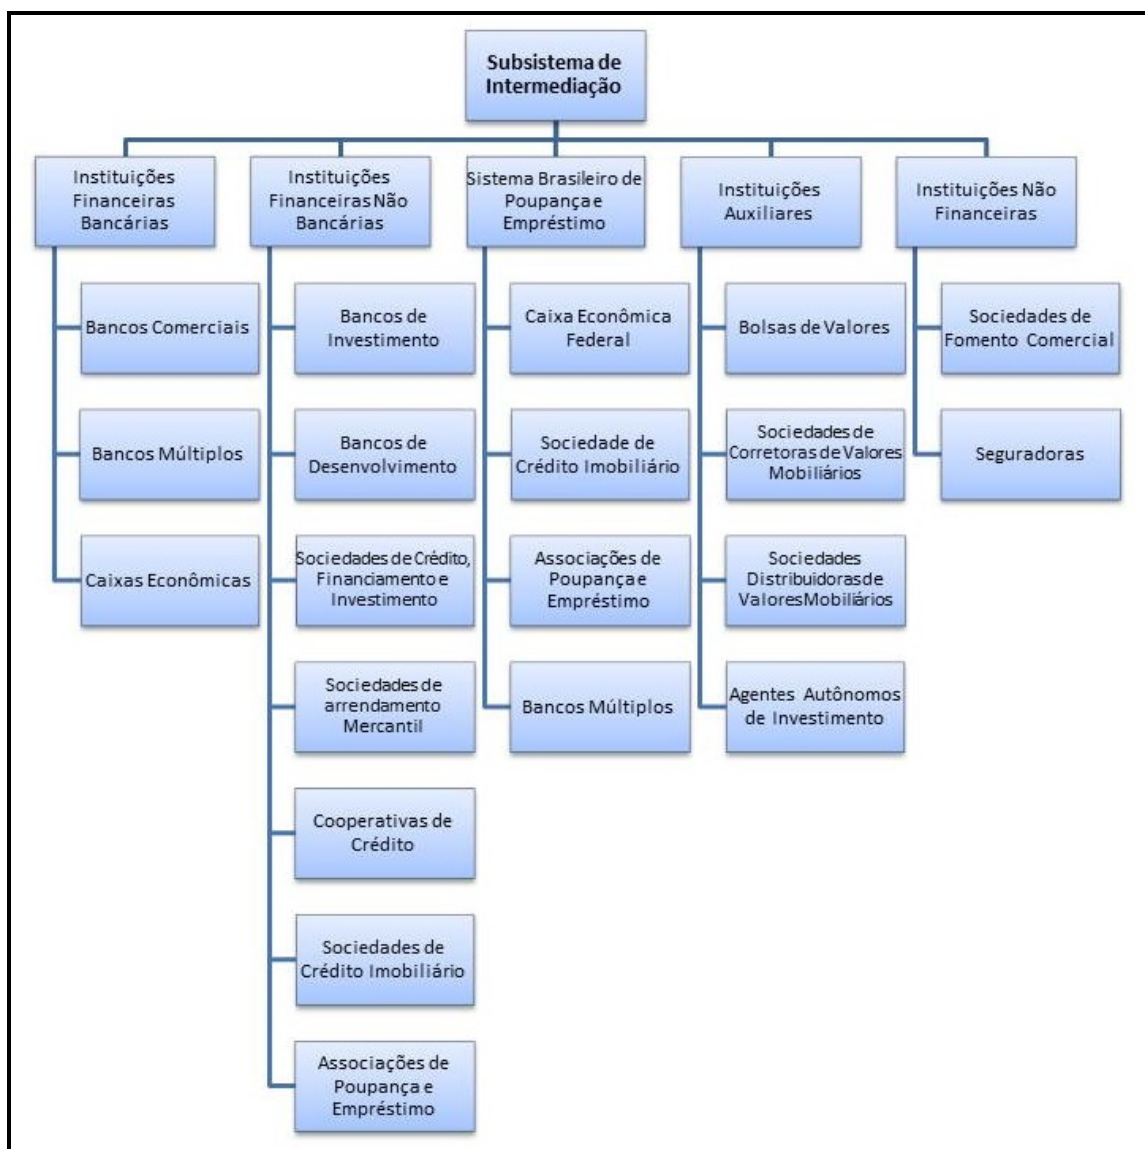 Subsistema de
Intermediação
Instituições
Financeiras
Bancárias
Bancos Comerciais
Bancos Múltiplos
Caixas Econômicas
Instituições
Financeiras Não
Bancárias
Bancos de
Investimento
Bancos de
Desenvolvimento
Sociedades de Crédito,
Financiamento e
Investimento
Sociedades de
arrendamento
Mercantil
Cooperativas de
Crédito
Sociedades de
Crédito Imobiliário
Associações de
Poupança e
Empréstimo
Sistema Brasileiro de
Poupança e
Empréstimo
Caixa Econômica
Federal
Sociedade de
Crédito Imobiliário
Associações de
Poupança e
Empréstimo
Bancos Múltiplos
Instituições
Auxiliares
Bolsas de Valores
Sociedades de
Corretoras de Valores
Mobiliários
Sociedades
Distribuidoras de
Valores Mobiliários
Agentes Autônomos
de Investimento
Instituições Não
Financeiras
Sociedades de
Fomento Comercial
Seguradoras